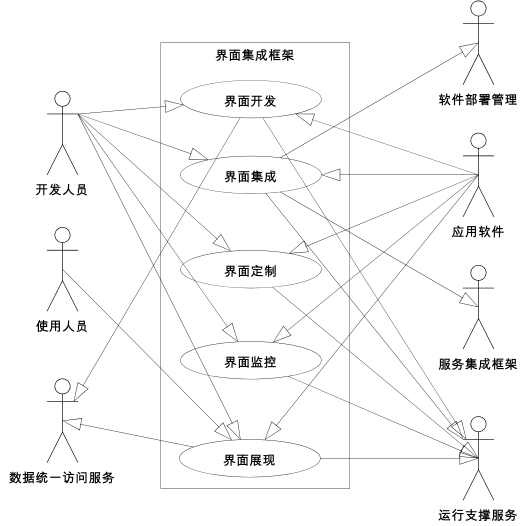 界面集成框架
界面开发
软件部署管理
界面集成
开发人员
应用软件
界面定制
使用人员
界面监控
服务集成框架
界面展现
数据统一访问服务
运行支撑服务